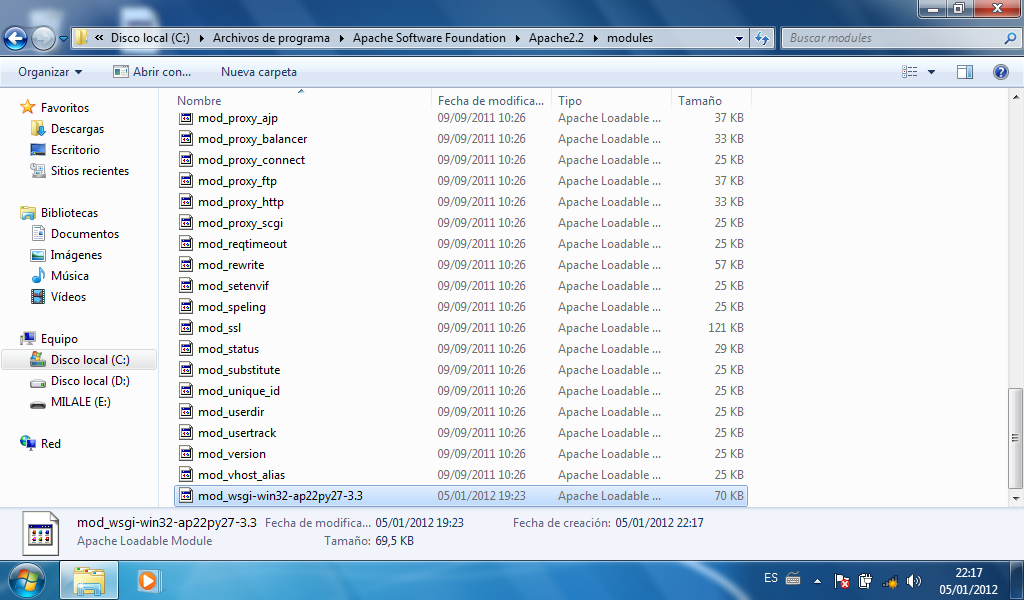 « Disco local (C:) Archivos de programa Apache Software Foundation Apache2.2 modules
Buscar modules
Organizar Abrir con... Nueva carpeta
Favoritos
Descargas
Escritorio
Sitios recientes
Bibliotecas
Documentos
Imágenes
Música
Vídeos
Equipo
Disco local (C:)
Disco local (D:)
MILALE (E:)
Red
Nombre Fecha de modifica... Tipo Tamaño
mod_proxy_ajp 09/09/2011 10:26 Apache Loadable ... 37 KB
mod_proxy_balancer 09/09/2011 10:26 Apache Loadable ... 33 KB
mod_proxy_connect 09/09/2011 10:26 Apache Loadable ... 25 KB
mod_proxy_ftp 09/09/2011 10:26 Apache Loadable ... 37 KB
mod_proxy_http 09/09/2011 10:26 Apache Loadable ... 33 KB
mod_proxy_scgi 09/09/2011 10:26 Apache Loadable ... 25 KB
mod_reqtimeout 09/09/2011 10:26 Apache Loadable ... 25 KB
mod_rewrite 09/09/2011 10:26 Apache Loadable ... 57 KB
mod_setenvif 09/09/2011 10:26 Apache Loadable ... 25 KB
mod_speling 09/09/2011 10:26 Apache Loadable ... 25 KB
mod_ssl 09/09/2011 10:26 Apache Loadable ... 121 KB
mod_status 09/09/2011 10:26 Apache Loadable ... 29 KB
mod_substitute 09/09/2011 10:26 Apache Loadable ... 25 KB
mod_unique_id 09/09/2011 10:26 Apache Loadable ... 25 KB
mod_userdir 09/09/2011 10:26 Apache Loadable ... 25 KB
mod_usertrack 09/09/2011 10:26 Apache Loadable ... 25 KB
mod_version 09/09/2011 10:26 Apache Loadable ... 25 KB
mod_vhost_alias 09/09/2011 10:26 Apache Loadable ... 25 KB
mod_wsgi-win32-ap22py27-3.3 05/01/2012 19:23 Apache Loadable ... 70 KB
mod_wsgi-win32-ap22py27-3.3 Fecha de modifica... 05/01/2012 19:23 Fecha de creación: 05/01/2012 22:17
Apache Loadable Module Tamaño: 69,5 KB
ES
22:17
05/01/2012